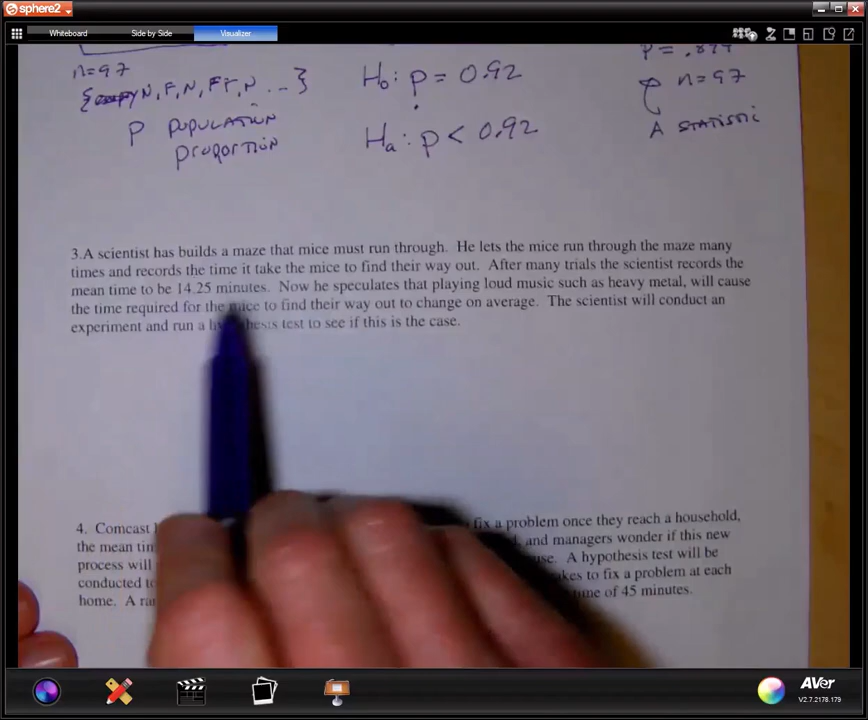 sphere2
Whiteboard Side by Side Visualizer
n=97
N, F, N, FT, N ... }
P POPULATION
PROPORTION
H₀: p = 0.92
Hₐ: p < 0.92
n=97
A STATISTIC
3.A scientist has builds a maze that mice must run through. He lets the mice run through the maze many
times and records the time it take the mice to find their way out. After many trials the scientist records the
mean time to be 14.25 minutes. Now he speculates that playing loud music such as heavy metal, will cause
the time required for the mice to find their way out to change on average. The scientist will conduct an
experiment and run a hypothesis test to see if this is the case.
4. Comcast fix a problem once they reach a household,
the mean and managers wonder if this new
process will A hypothesis test will be
conducted to a problem at each
home. A time of 45 minutes.
AVer
V2.7.2178.179